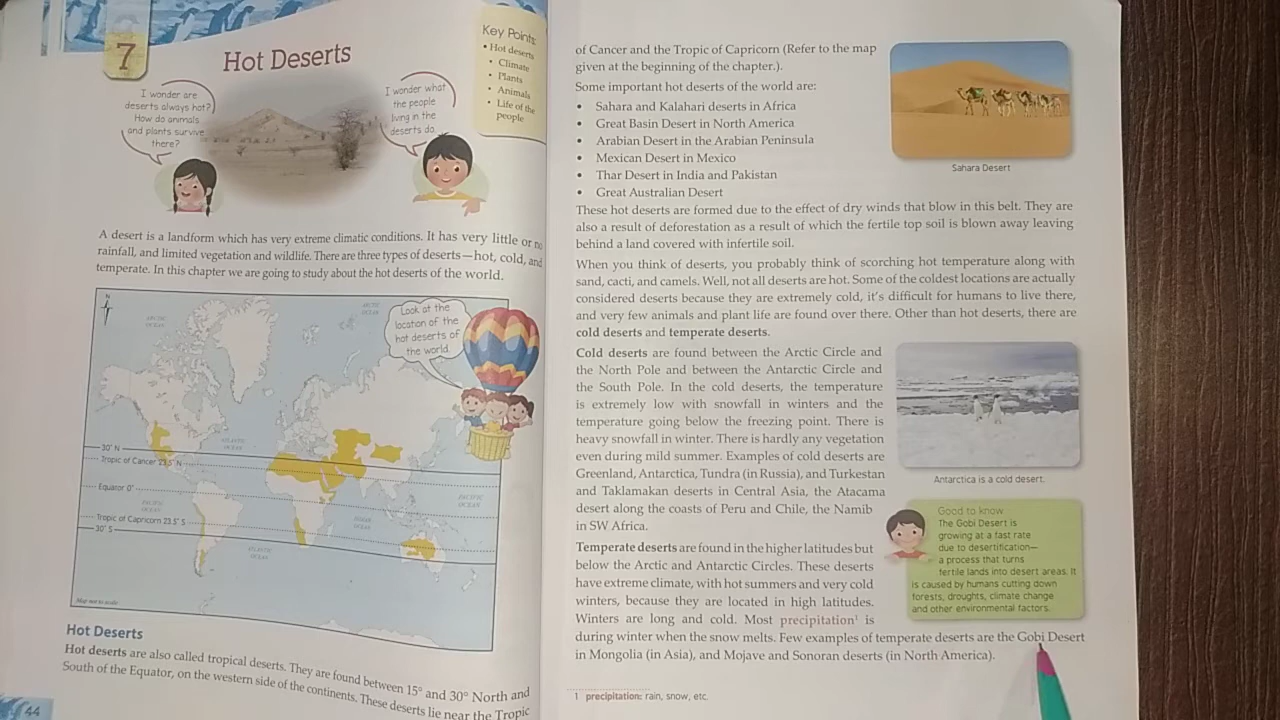 7
Hot Deserts
Key Points
• Hot deserts
• Climate
• Plants
• Animals
• Life of the
people
I wonder are
deserts always hot?
How do animals
and plants survive
there?
I wonder what
the people
living in the
deserts do.
A desert is a landform which has very extreme climatic conditions. It has very little or no
rainfall, and limited vegetation and wildlife. There are three types of deserts—hot, cold, and
temperate. In this chapter we are going to study about the hot deserts of the world.
Look at the
location of the
hot deserts of
the world.
N
ARCTIC
OCEAN
ARCTIC
OCEAN
ATLANTIC
OCEAN
30° N
Tropic of Cancer 23.5° N
Equator 0°
PACIFIC
OCEAN
PACIFIC
OCEAN
INDIAN
OCEAN
Tropic of Capricorn 23.5° S
30° S
ATLANTIC
OCEAN
Map not to scale
Hot Deserts
Hot deserts are also called tropical deserts. They are found between 15° and 30° North and
South of the Equator, on the western side of the continents. These deserts lie near the Tropic
44
of Cancer and the Tropic of Capricorn (Refer to the map
given at the beginning of the chapter.).
Some important hot deserts of the world are:
• Sahara and Kalahari deserts in Africa
• Great Basin Desert in North America
• Arabian Desert in the Arabian Peninsula
• Mexican Desert in Mexico
• Thar Desert in India and Pakistan
• Great Australian Desert
Sahara Desert
These hot deserts are formed due to the effect of dry winds that blow in this belt. They are
also a result of deforestation as a result of which the fertile top soil is blown away leaving
behind a land covered with infertile soil.
When you think of deserts, you probably think of scorching hot temperature along with
sand, cacti, and camels. Well, not all deserts are hot. Some of the coldest locations are actually
considered deserts because they are extremely cold, it's difficult for humans to live there,
and very few animals and plant life are found over there. Other than hot deserts, there are
cold deserts and temperate deserts.
Cold deserts are found between the Arctic Circle and
the North Pole and between the Antarctic Circle and
the South Pole. In the cold deserts, the temperature
is extremely low with snowfall in winters and the
temperature going below the freezing point. There is
heavy snowfall in winter. There is hardly any vegetation
even during mild summer. Examples of cold deserts are
Greenland, Antarctica, Tundra (in Russia), and Turkestan
and Taklamakan deserts in Central Asia, the Atacama
desert along the coasts of Peru and Chile, the Namib
in SW Africa.
Antarctica is a cold desert.
Good to know
The Gobi Desert is
growing at a fast rate
due to desertification—
a process that turns
fertile lands into desert areas. It
is caused by humans cutting down
forests, droughts, climate change
and other environmental factors.
Temperate deserts are found in the higher latitudes but
below the Arctic and Antarctic Circles. These deserts
have extreme climate, with hot summers and very cold
winters, because they are located in high latitudes.
Winters are long and cold. Most precipitation¹ is
during winter when the snow melts. Few examples of temperate deserts are the Gobi Desert
in Mongolia (in Asia), and Mojave and Sonoran deserts (in North America).
1 precipitation: rain, snow, etc.